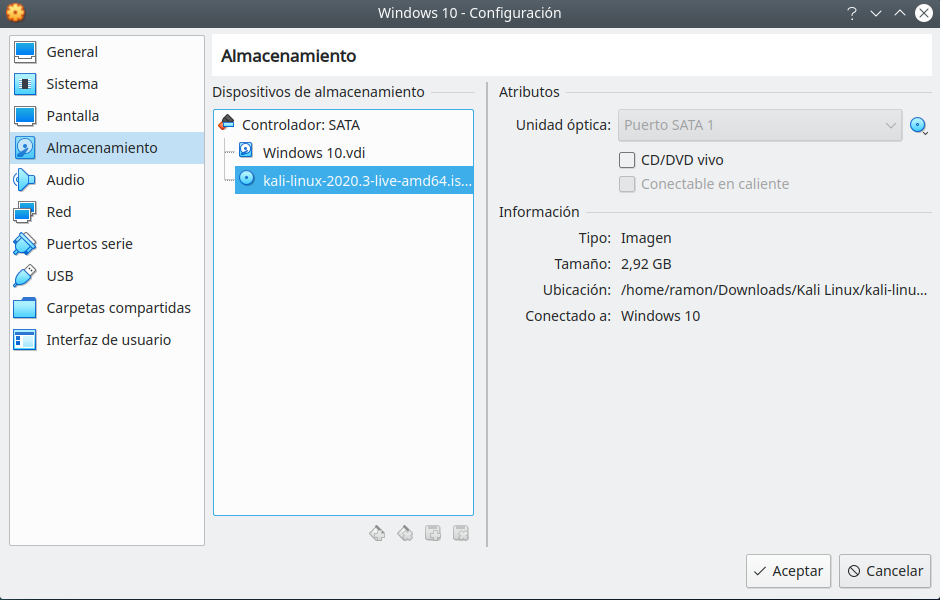 Windows 10 - Configuración
?
General
Sistema
Pantalla
Almacenamiento
Audio
Red
Puertos serie
USB
Carpetas compartidas
Interfaz de usuario
Almacenamiento
Dispositivos de almacenamiento
Controlador: SATA
Windows 10.vdi
kali-linux-2020.3-live-amd64.is...
Atributos
Unidad óptica: Puerto SATA 1
CD/DVD vivo
Conectable en caliente
Información
Tipo: Imagen
Tamaño: 2,92 GB
Ubicación: /home/ramon/Downloads/Kali Linux/kali-linu...
Conectado a: Windows 10
Aceptar Cancelar